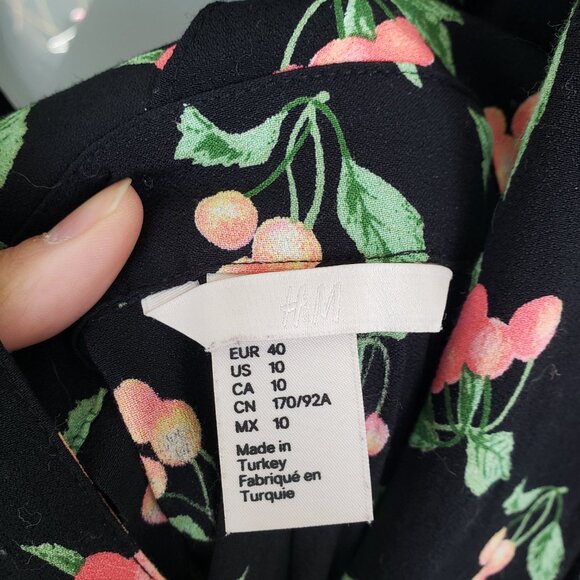 H&M
EUR 40
US 10
CA 10
CN 170/92A
MX 10
Made in
Turkey
Fabriqué en
Turquie